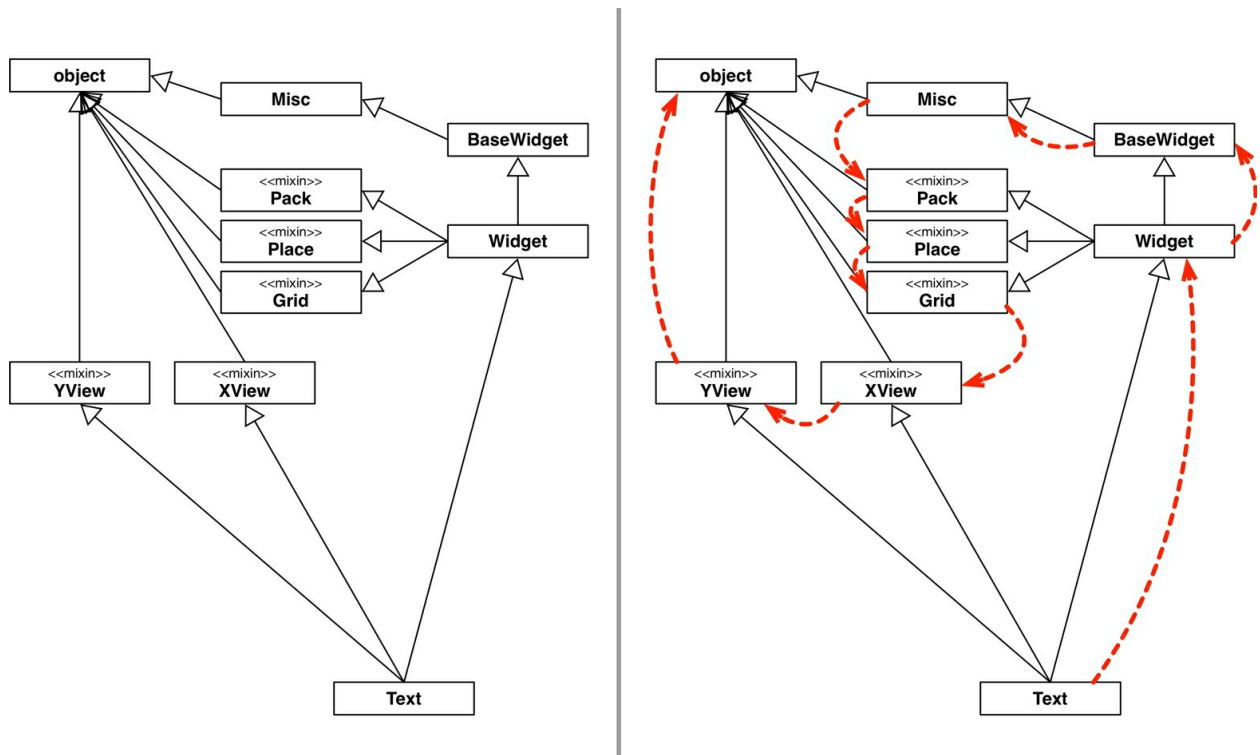 object
Misc
BaseWidget
<<mixin>>
Pack
<<mixin>>
Place
Widget
<<mixin>>
Grid
<<mixin>>
YView
<<mixin>>
XView
Text
object
Misc
BaseWidget
<<mixin>>
Pack
<<mixin>>
Place
Widget
<<mixin>>
Grid
<<mixin>>
YView
<<mixin>>
XView
Text